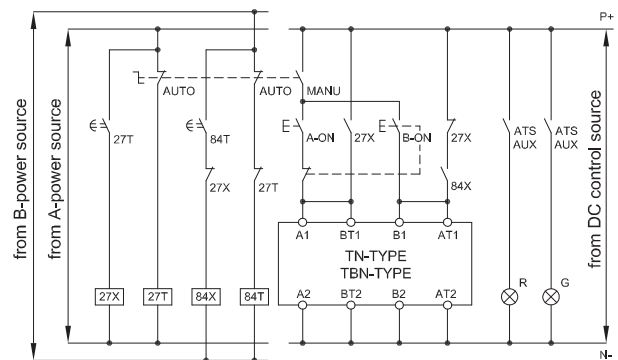 P+
AUTO
AUTO
MANU
27T
84T
A-ON
27X
B-ON
27X
ATS
AUX
ATS
AUX
27X
27T
84X
A1
BT1
B1
AT1
TN-TYPE
TBN-TYPE
A2
BT2
B2
AT2
27X
27T
84X
84T
R
G
N-
from B-power source
from A-power source
from DC control source